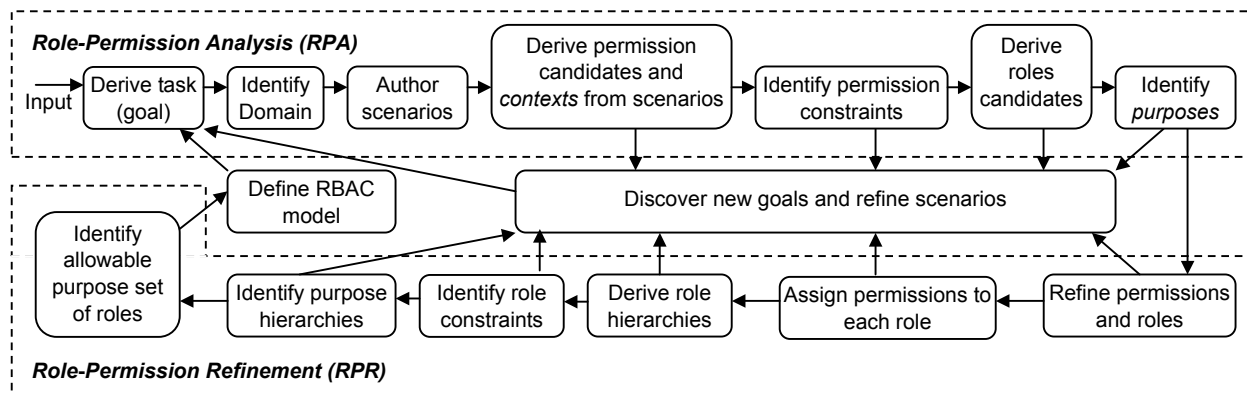 Role-Permission Analysis (RPA)
Input
Derive task
(goal)
Identify
Domain
Author
scenarios
Derive permission
candidates and
contexts from scenarios
Identify permission
constraints
Derive
roles
candidates
Identify
purposes
Define RBAC
model
Discover new goals and refine scenarios
Identify
allowable
purpose set
of roles
Identify purpose
hierarchies
Identify role
constraints
Derive role
hierarchies
Assign permissions to
each role
Refine permissions
and roles
Role-Permission Refinement (RPR)